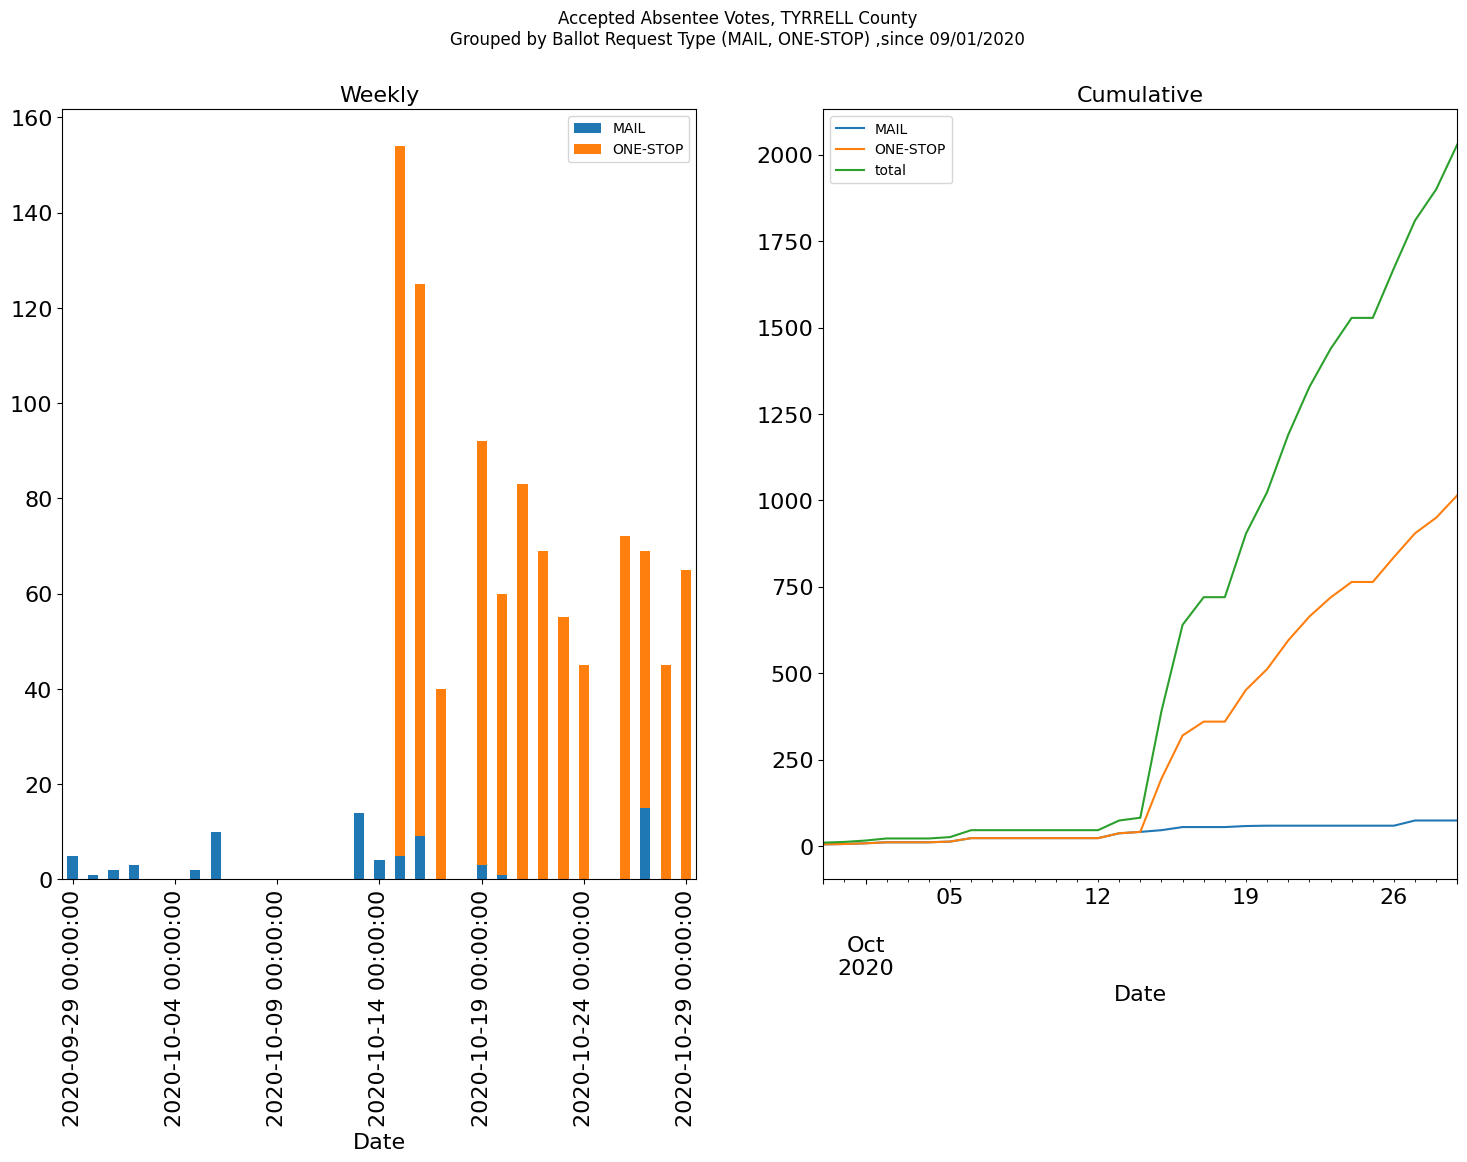 Accepted Absentee Votes, TYRRELL County
Grouped by Ballot Request Type (MAIL, ONE-STOP) ,since 09/01/2020
Weekly
MAIL
ONE-STOP
160
140
120
100
80
60
40
20
0
2020-09-29 00:00:00
2020-10-04 00:00:00
2020-10-09 00:00:00
2020-10-14 00:00:00
2020-10-19 00:00:00
2020-10-24 00:00:00
2020-10-29 00:00:00
Date
Cumulative
MAIL
ONE-STOP
total
2000
1750
1500
1250
1000
750
500
250
0
05
12
19
26
Oct
2020
Date